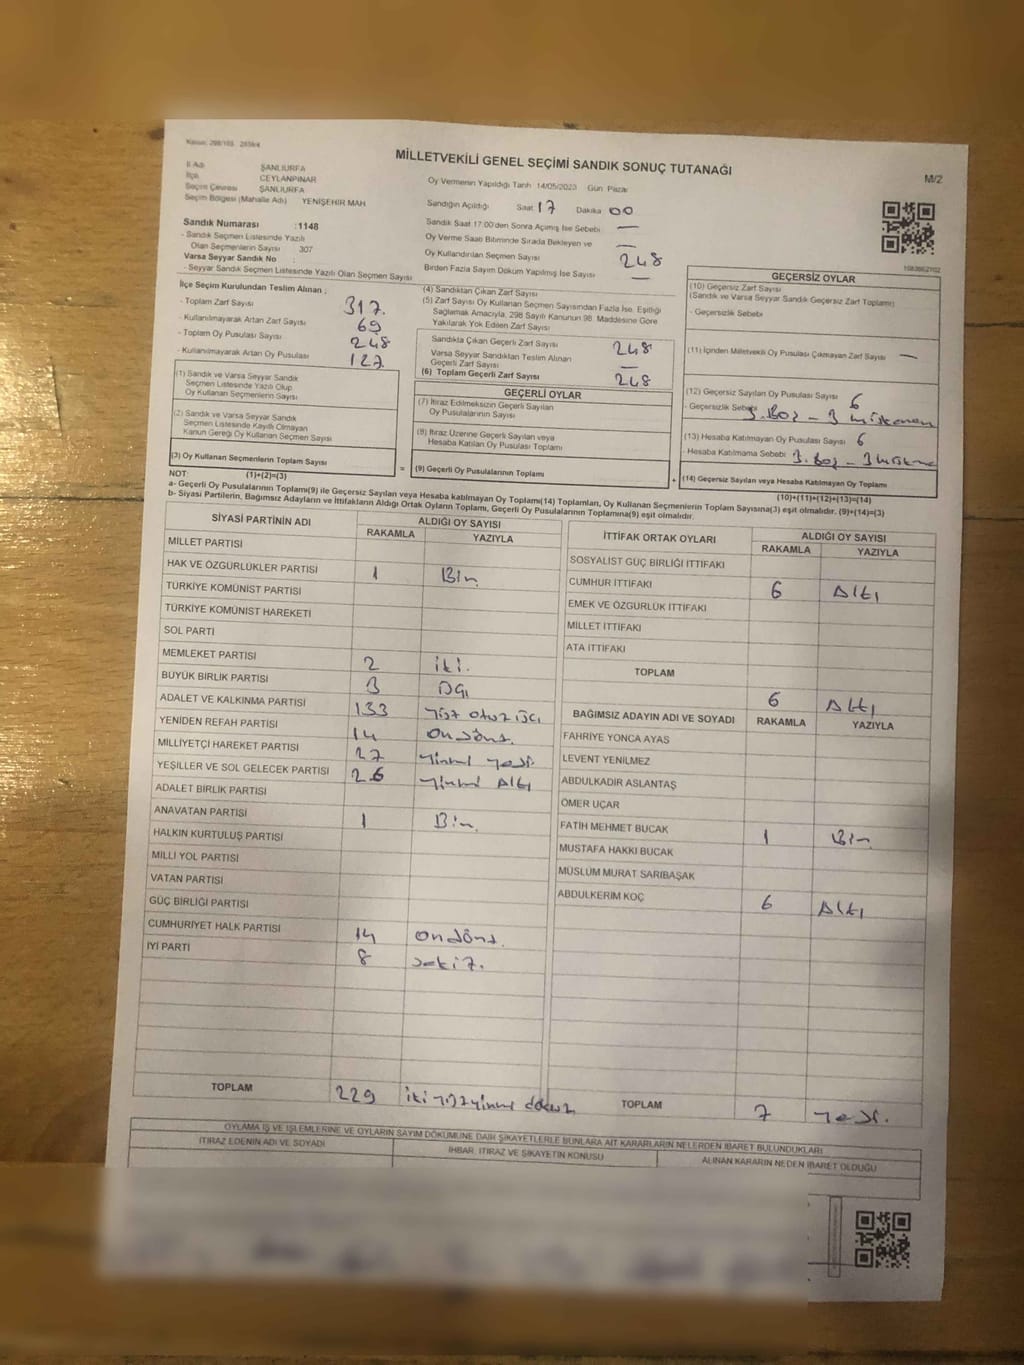 Kanun: 298/105
MİLLETVEKİLİ GENEL SEÇİMİ SANDIK SONUÇ TUTANAĞI
M/2
İl Adı ŞANLIURFA
İlçe CEYLANPINAR
Seçim Çevresi ŞANLIURFA
Seçim Bölgesi (Mahalle Adı) YENİŞEHİR MAH
Sandık Numarası :1148
- Sandık Seçmen Listesinde Yazılı
Olan Seçmenlerin Sayısı 307
Varsa Seyyar Sandık No :
- Seyyar Sandık Seçmen Listesinde Yazılı Olan Seçmen Sayısı
Oy Vermenin Yapıldığı Tarih 14/05/2023 Gün Pazar
Sandığın Açıldığı Saat 17 Dakika 00
Sandık Saat 17:00'den Sonra Açılmış İse Sebebi —
Oy Verme Saati Bitiminde Sırada Bekleyen ve —
Oy Kullandırılan Seçmen Sayısı 248
Birden Fazla Sayım Döküm Yapılmış İse Sayısı —
İlçe Seçim Kurulundan Teslim Alınan ;
- Toplam Zarf Sayısı 317.
- Kullanılmayarak Artan Zarf Sayısı 69
- Toplam Oy Pusulası Sayısı 248
- Kullanılmayarak Artan Oy Pusulası 127
(1) Sandık ve Varsa Seyyar Sandık
Seçmen Listesinde Yazılı Olup
Oy Kullanan Seçmenlerin Sayısı
(2) Sandık ve Varsa Seyyar Sandık
Seçmen Listesinde Kayıtlı Olmayan
Kanun Gereği Oy Kullanan Seçmen Sayısı
(3) Oy Kullanan Seçmenlerin Toplam Sayısı
(4) Sandıktan Çıkan Zarf Sayısı
(5) Zarf Sayısı Oy Kullanan Seçmen Sayısından Fazla İse, Eşitliği
Sağlamak Amacıyla, 298 Sayılı Kanunun 98. Maddesine Göre
Yakılarak Yok Edilen Zarf Sayısı
Sandıkta Çıkan Geçerli Zarf Sayısı 248
Varsa Seyyar Sandıktan Teslim Alınan
Geçerli Zarf Sayısı —
(6) Toplam Geçerli Zarf Sayısı 248
GEÇERLİ OYLAR
(7) İtiraz Edilmeksizin Geçerli Sayılan
Oy Pusulalarının Sayısı
(8) İtiraz Üzerine Geçerli Sayılan veya
Hesaba Katılan Oy Pusulası Toplamı
= (9) Geçerli Oy Pusulalarının Toplamı
GEÇERSİZ OYLAR
(10) Geçersiz Zarf Sayısı
(Sandık ve Varsa Seyyar Sandık Geçersiz Zarf Toplamı)
- Geçersizlik Sebebi
(11) İçinden Milletvekili Oy Pusulası Çıkmayan Zarf Sayısı —
(12) Geçersiz Sayılan Oy Pusulası Sayısı 6
- Geçersizlik Sebebi 3. Boş - 3
(13) Hesaba Katılmayan Oy Pusulası Sayısı 6
- Hesaba Katılmama Sebebi 3. Boş - 3
+ (14) Geçersiz Sayılan veya Hesaba Katılmayan Oy Toplamı
NOT: (1)+(2)=(3)
(10)+(11)+(12)+(13)=(14)
a- Geçerli Oy Pusulalarının Toplamı(9) ile Geçersiz Sayılan veya Hesaba katılmayan Oy Toplamı(14) Toplamları, Oy Kullanan Seçmenlerin Toplam Sayısına(3) eşit olmalıdır. (9)+(14)=(3)
b- Siyasi Partilerin, Bağımsız Adayların ve İttifakların Aldığı Ortak Oyların Toplamı, Geçerli Oy Pusulalarının Toplamına(9) eşit olmalıdır.
SİYASİ PARTİNİN ADI ALDIĞI OY SAYISI
RAKAMLA YAZIYLA
MİLLET PARTİSİ
HAK VE ÖZGÜRLÜKLER PARTİSİ 1 Bir
TÜRKİYE KOMÜNİST PARTİSİ
TÜRKİYE KOMÜNİST HAREKETİ
SOL PARTİ
MEMLEKET PARTİSİ 2 iki.
BÜYÜK BİRLİK PARTİSİ 3 Üç
ADALET VE KALKINMA PARTİSİ 133 Yüz otuz üç
YENİDEN REFAH PARTİSİ 14 ondört.
MİLLİYETÇİ HAREKET PARTİSİ 27 Yirmi yedi.
YEŞİLLER VE SOL GELECEK PARTİSİ 26 Yirmi Altı
ADALET BİRLİK PARTİSİ
ANAVATAN PARTİSİ 1 Bir.
HALKIN KURTULUŞ PARTİSİ
MİLLİ YOL PARTİSİ
VATAN PARTİSİ
GÜÇ BİRLİĞİ PARTİSİ
CUMHURİYET HALK PARTİSİ 14 ondört.
İYİ PARTİ 8 sekiz.
TOPLAM 229 iki yüz yirmi dokuz
İTTİFAK ORTAK OYLARI ALDIĞI OY SAYISI
RAKAMLA YAZIYLA
SOSYALİST GÜÇ BİRLİĞİ İTTİFAKI
CUMHUR İTTİFAKI 6 Altı
EMEK VE ÖZGÜRLÜK İTTİFAKI
MİLLET İTTİFAKI
ATA İTTİFAKI
TOPLAM 6 Altı
BAĞIMSIZ ADAYIN ADI VE SOYADI RAKAMLA YAZIYLA
FAHRİYE YONCA AYAS
LEVENT YENİLMEZ
ABDULKADİR ASLANTAŞ
ÖMER UÇAR
FATİH MEHMET BUCAK 1 Bir
MUSTAFA HAKKI BUCAK
MÜSLÜM MURAT SARIBAŞAK
ABDULKERİM KOÇ 6 Altı
TOPLAM 7 Yedi.
OYLAMA İŞ VE İŞLEMLERİNE VE OYLARIN SAYIM DÖKÜMÜNE DAİR ŞİKAYETLERLE BUNLARA AİT KARARLARIN NELERDEN İBARET BULUNDUKLARI
İTİRAZ EDENİN ADI VE SOYADI İHBAR, İTİRAZ VE ŞİKAYETİN KONUSU ALINAN KARARIN NEDEN İBARET OLDUĞU